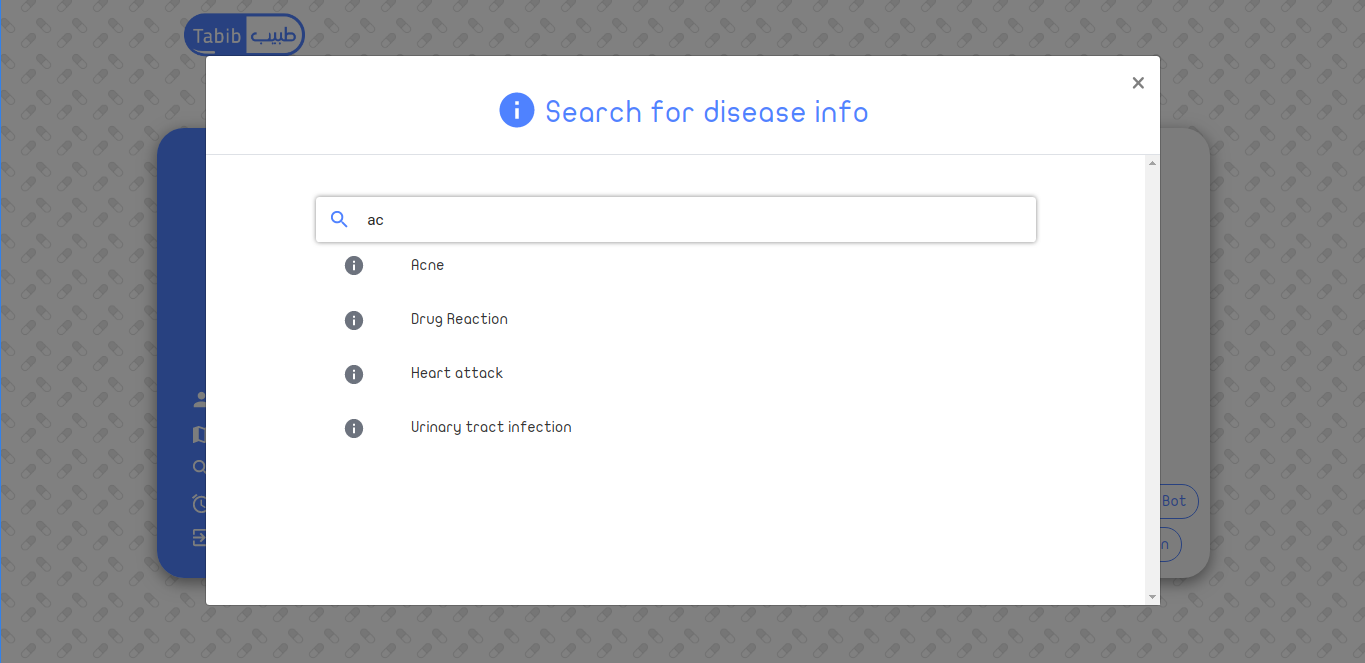 Tabib طبيب
Search for disease info
ac
Acne
Drug Reaction
Heart attack
Urinary tract infection
Bot
n